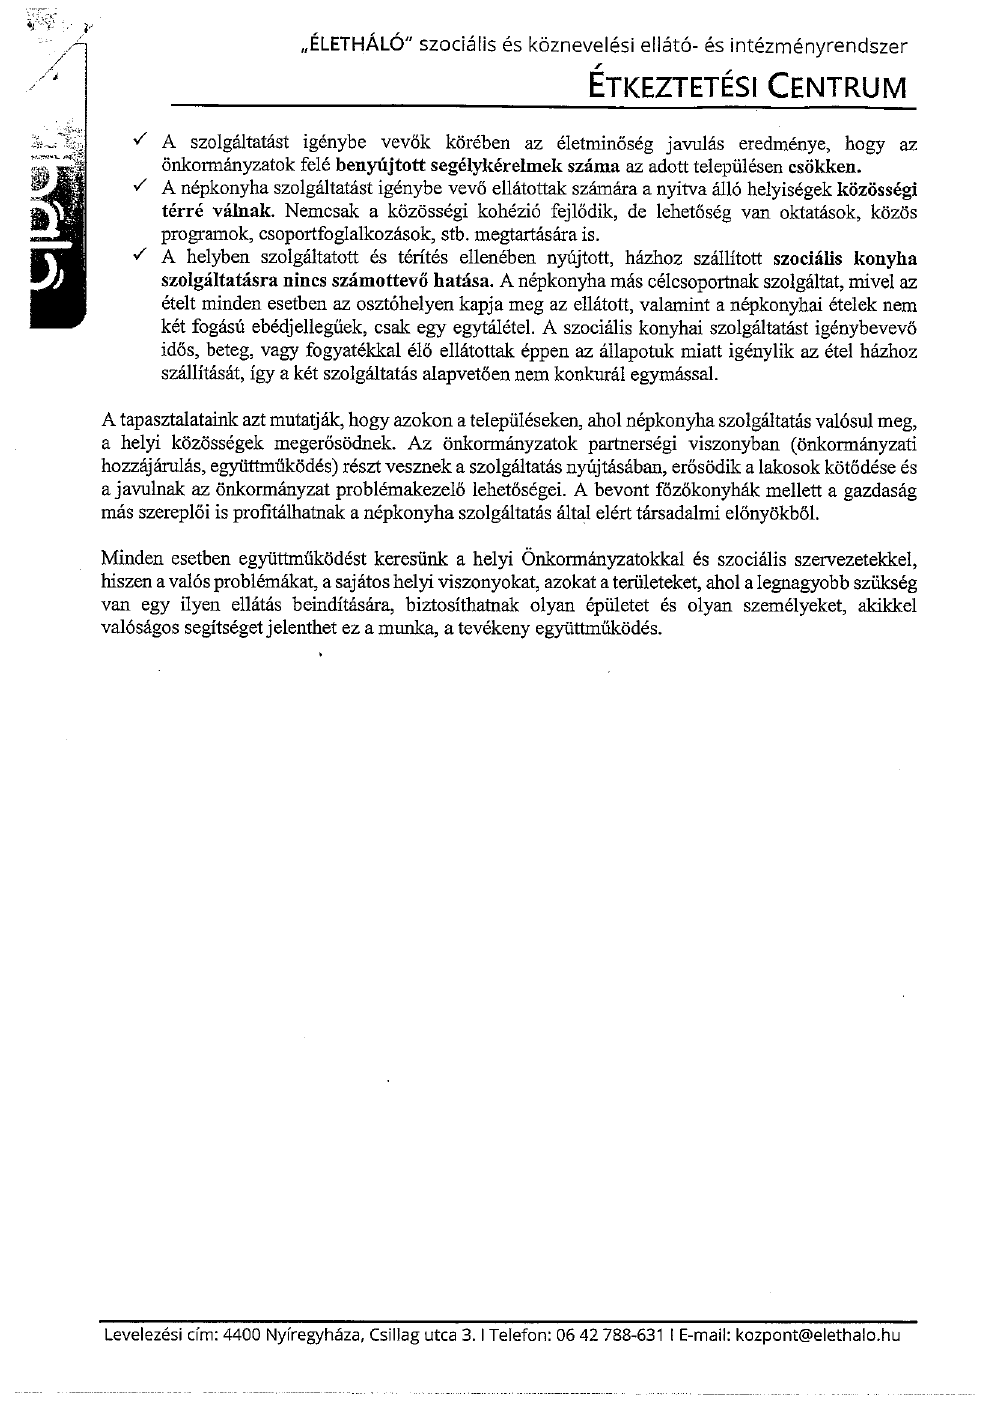 „ÉLETHÁLÓ" szociális és köznevelési ellátó- és intézményrendszer
ÉTKEZTETÉSI CENTRUM
✓ A szolgáltatást igénybe vevők körében az életminőség javulás eredménye, hogy az
önkormányzatok felé benyújtott segélykérelmek száma az adott településen csökken.
✓ A népkonyha szolgáltatást igénybe vevő ellátottak számára a nyitva álló helyiségek közösségi
térré válnak. Nemcsak a közösségi kohézió fejlődik, de lehetőség van oktatások, közös
programok, csoportfoglalkozások, stb. megtartására is.
✓ A helyben szolgáltatott és térítés ellenében nyújtott, házhoz szállított szociális konyha
szolgáltatásra nincs számottevő hatása. A népkonyha más célcsoportnak szolgáltat, mivel az
ételt minden esetben az osztóhelyen kapja meg az ellátott, valamint a népkonyhai ételek nem
két fogású ebédjellegűek, csak egy egytálétel. A szociális konyhai szolgáltatást igénybevevő
idős, beteg, vagy fogyatékkal élő ellátottak éppen az állapotuk miatt igénylik az étel házhoz
szállítását, így a két szolgáltatás alapvetően nem konkurál egymással.
A tapasztalataink azt mutatják, hogy azokon a településeken, ahol népkonyha szolgáltatás valósul meg,
a helyi közösségek megerősödnek. Az önkormányzatok partnerségi viszonyban (önkormányzati
hozzájárulás, együttműködés) részt vesznek a szolgáltatás nyújtásában, erősödik a lakosok kötődése és
a javulnak az önkormányzat problémakezelő lehetőségei. A bevont főzőkonyhák mellett a gazdaság
más szereplői is profitálhatnak a népkonyha szolgáltatás által elért társadalmi előnyökből.
Minden esetben együttműködést keresünk a helyi Önkormányzatokkal és szociális szervezetekkel,
hiszen a valós problémákat, a sajátos helyi viszonyokat, azokat a területeket, ahol a legnagyobb szükség
van egy ilyen ellátás beindítására, biztosíthatnak olyan épületet és olyan személyeket, akikkel
valóságos segítséget jelenthet ez a munka, a tevékeny együttműködés.
Levelezési cím: 4400 Nyíregyháza, Csillag utca 3. I Telefon: 06 42 788-631 I E-mail: kozpont@elethalo.hu